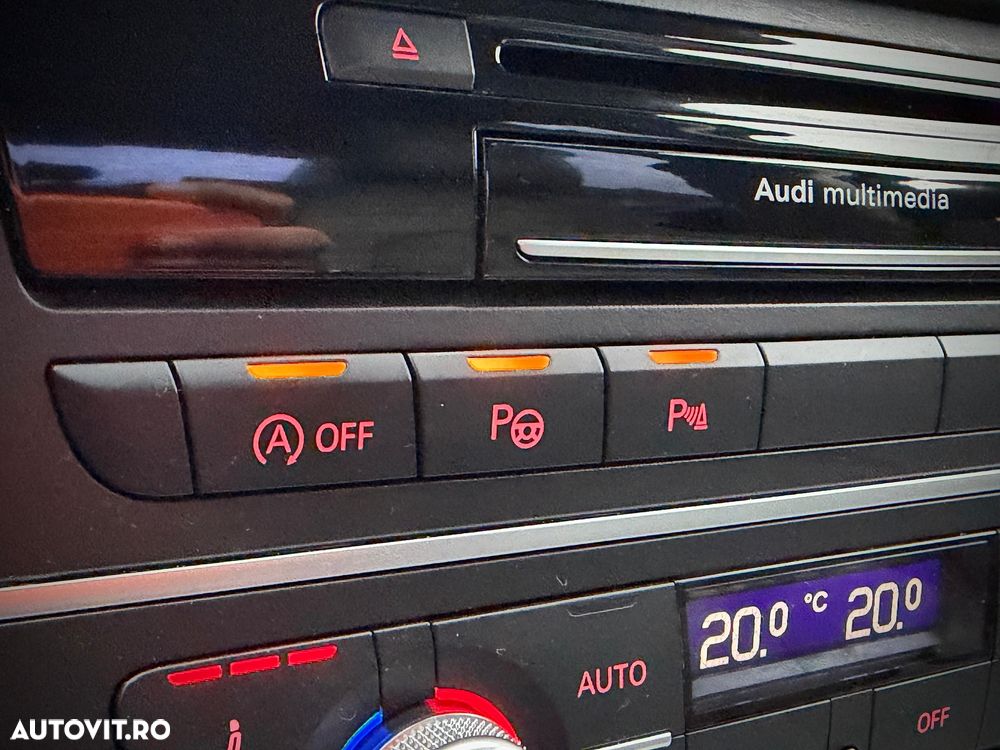 Audi multimedia
A OFF
P
P
20.0 °C 20.0
AUTO
OFF
AUTOVIT.RO